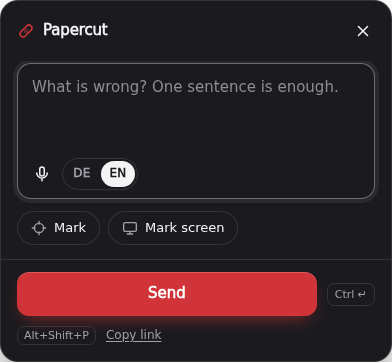 Papercut
What is wrong? One sentence is enough.
DE EN
Mark Mark screen
Send Ctrl ↵
Alt+Shift+P Copy link